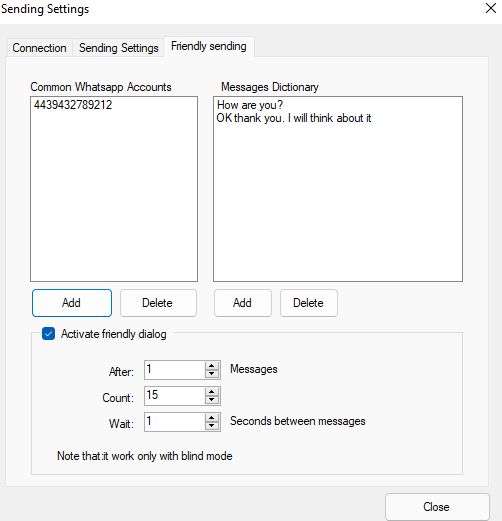 Sending Settings
Connection Sending Settings Friendly sending
Common Whatsapp Accounts Messages Dictionary
4439432789212
How are you?
OK thank you. I will think about it
Add Delete Add Delete
Activate friendly dialog
After: 1 Messages
Count: 15
Wait: 1 Seconds between messages
Note that:it work only with blind mode
Close